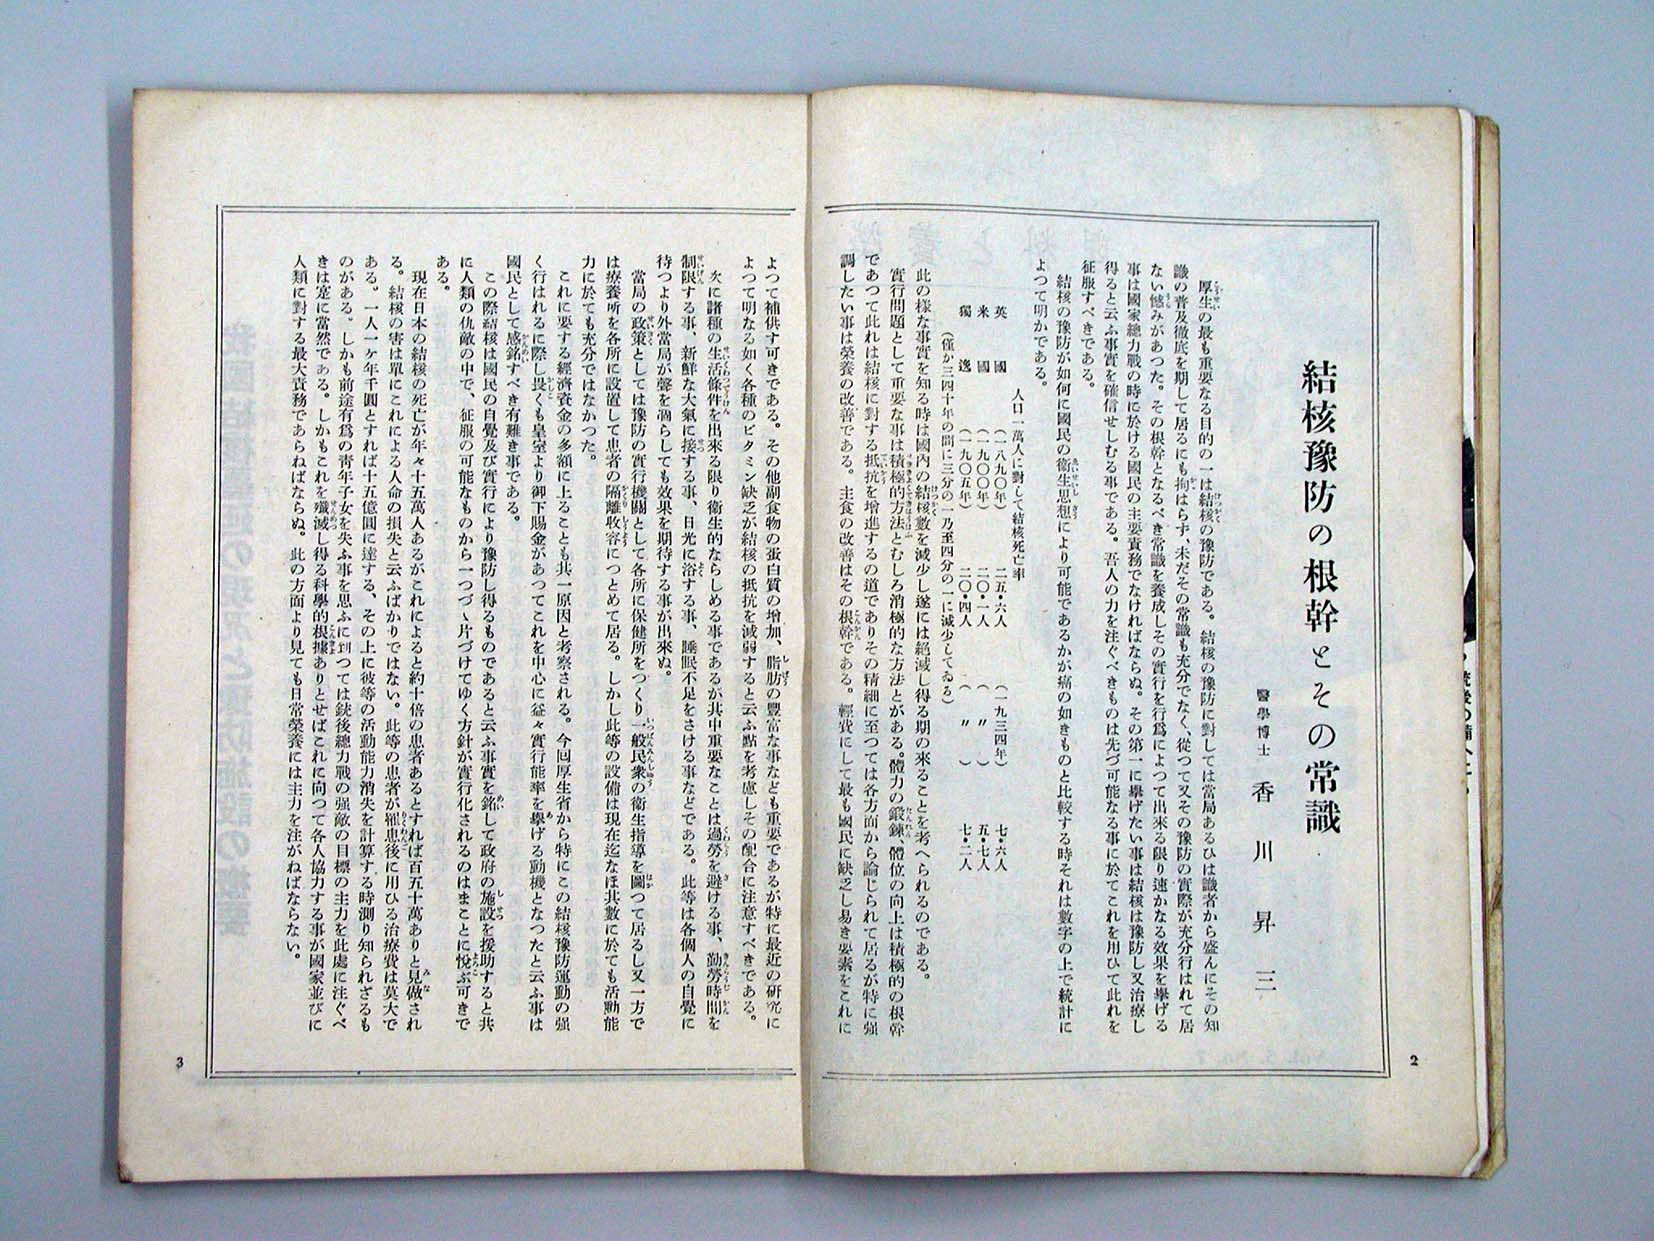 結核豫防の根幹とその常識
醫學博士 香川昇三
厚生の最も重要なる目的の一は結核の豫防である。結核の豫防に對しては當局あるひは識者から盛んにその知
識の普及徹底を期して居るにも拘はらず、未だその常識も充分でなく、從つて又その豫防の實際が充分行はれて居
ない憾みがあつた。その根幹となるべき常識を養成しその實行を行爲によつて出來る限り速かなる效果を擧げる
事は國家總力戰の時に於ける國民の主要責務でなければならぬ。その第一に擧げたい事は結核は豫防し又治療し
得ると云ふ事實を確信せしむる事である。吾人の力を注ぐべきものは先づ可能なる事に於てこれを用ひて此れを
征服すべきである。
結核の豫防が如何に國民の衞生思想により可能であるかが痛の如きものと比較する時それは數字の上で統計に
よつて明かである。
人口一萬人に對して結核死亡率
英國 (一八九〇年) 二五・六人 (一九三四年) 七・六人
米國 (一九〇〇年) 二〇・一人 (〃) 五・七人
獨逸 (一九〇五年) 二〇・四人 (〃) 七・二人
(僅か三四十年の間に三分の一乃至四分の一に減少してゐる)
此の樣な事實を知る時は國內の結核數を減少し遂には絕滅し得る期の來ることを考へられるのである。
實行問題として重要な事は積極的方法とむしろ消極的な方法とがある。體力の鍛鍊、體位の向上は積極的の根幹
であつて此れは結核に對する抵抗を增進するの道でありその精細に至つては各方面から論じられて居るが特に强
調したい事は榮養の改善である。主食の改善はその根幹である。輕費にして最も國民に缺乏し易き要素をこれに
2
よつて補供す可きである。その他副食物の蛋白質の增加、脂肪の豐富な事なども重要であるが特に最近の硏究に
よつて明なる如く各種のビタミン缺乏が結核の抵抗を減弱すると云ふ點を考慮しその配合に注意すべきである。
次に諸種の生活條件を出來る限り衞生的ならしめる事であるが其中重要なことは過勞を避ける事、勤勞時間を
制限する事、新鮮な大氣に接する事、日光に浴する事、睡眠不足をさける事などである。此等は各個人の自覺に
待つより外當局が聲を涸らしても效果を期待する事が出來ぬ。
當局の政策としては豫防の實行機關として各所に保健所をつくり一般民衆の衞生指導を圖つて居るし又一方で
は療養所を各所に設置して患者の隔離收容につとめて居る。しかし此等の設備は現在迄なほ其數に於ても活動能
力に於ても充分ではなかつた。
これに要する經濟資金の多額に上ることも共一原因と考察される。今囘厚生省から特にこの結核豫防運動の强
く行はれるに際し畏くも皇室より御下賜金があつてこれを中心に益々實行能率を擧げる動機となつたと云ふ事は
國民として感銘すべき有難き事である。
この際結核は國民の自覺及び實行により豫防し得るものであると云ふ事實を銘して政府の施設を援助すると共
に人類の仇敵の中で、征服の可能なものから一つづゝ片づけてゆく方針が實行化されるのはまことに悅ぶ可きで
ある。
現在日本の結核の死亡が年々十五萬人あるがこれによると約十倍の患者あるとすれば百五十萬ありと見做され
る。結核の害は單にこれによる人命の損失と云ふばかりではない。此等の患者が罹患後に用ひる治療費は莫大で
ある。一人一ヶ年千圓とすれば十五億圓に達する、その上に彼等の活動能力消失を計算する時測り知られざるも
のがある。しかも前途有爲の靑年子女を失ふ事を思ふに到つては銃後總力戰の强敵の目標の主力を此處に注ぐべ
きは寔に當然である。しかもこれを殲滅し得る科學的根據ありとせばこれに向つて各人協力する事が國家並びに
人類に對する最大責務であらねばならぬ。此の方面より見ても日常榮養には主力を注がねばならない。
3